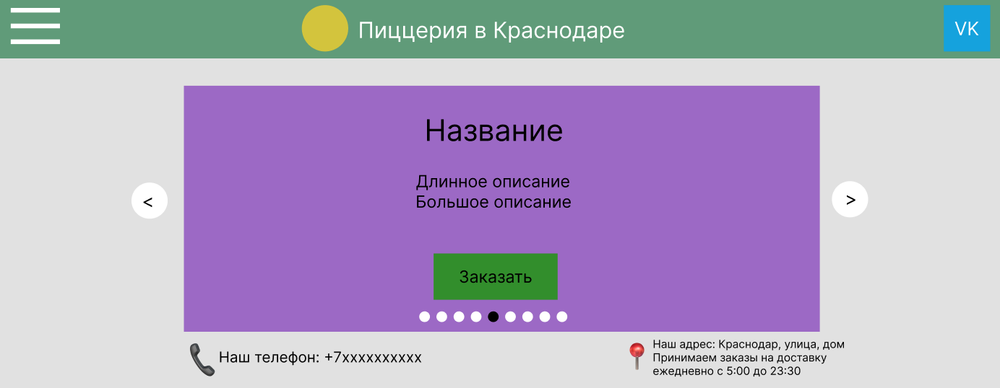 Пиццерия в Краснодаре
VK
Название
Длинное описание
Большое описание
<
>
Заказать
Наш телефон: +7xxxxxxxxxx
Наш адрес: Краснодар, улица, дом
Принимаем заказы на доставку
ежедневно с 5:00 до 23:30